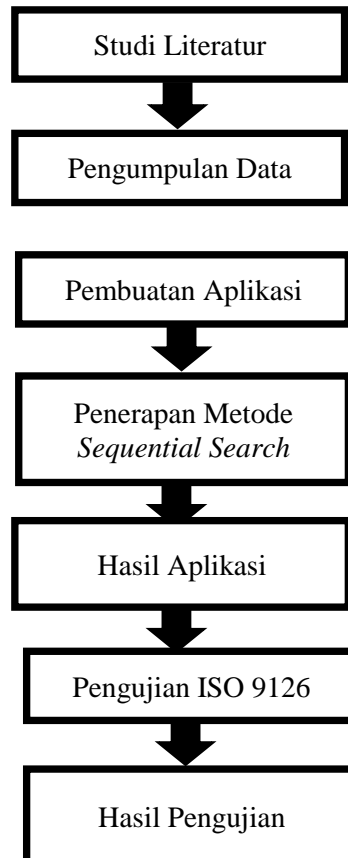 Studi Literatur
Pengumpulan Data
Pembuatan Aplikasi
Penerapan Metode
Sequential Search
Hasil Aplikasi
Pengujian ISO 9126
Hasil Pengujian